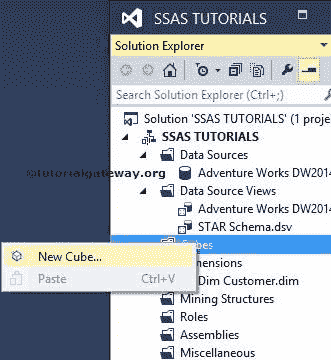 SSAS TUTORIALS
Solution Explorer
Search Solution Explorer (Ctrl+;)
Solution 'SSAS TUTORIALS' (1 proje
SSAS TUTORIALS
Data Sources
©tutorialgateway.org
Adventure Works DW2014
Data Source Views
Adventure Works DW2014
STAR Schema.dsv
New Cube...
Paste Ctrl+V
Dim Customer.dim
Mining Structures
Roles
Assemblies
Miscellaneous